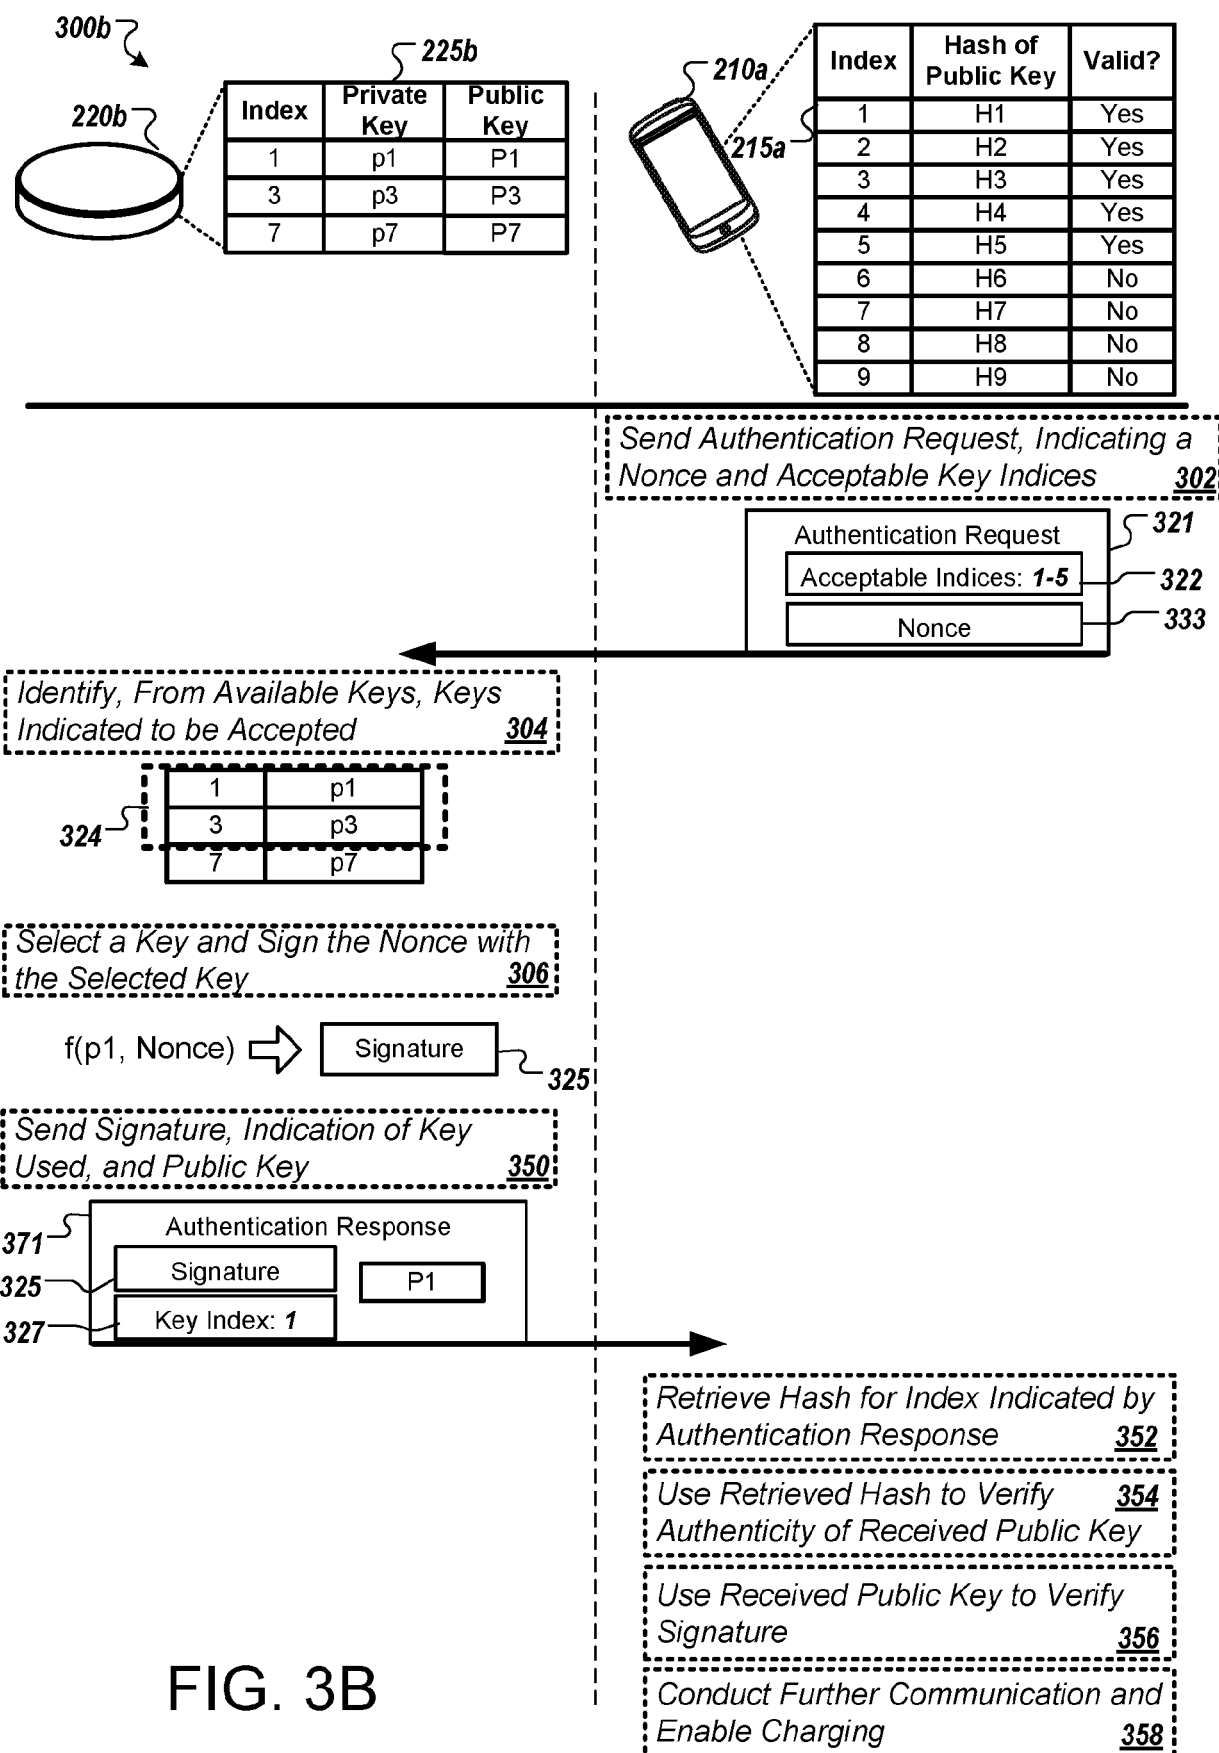 300b
225b
220b
Index Private Key Public Key
1 p1 P1
3 p3 P3
7 p7 P7
210a
215a
Index Hash of Public Key Valid?
1 H1 Yes
2 H2 Yes
3 H3 Yes
4 H4 Yes
5 H5 Yes
6 H6 No
7 H7 No
8 H8 No
9 H9 No
Send Authentication Request, Indicating a
Nonce and Acceptable Key Indices 302
321
Authentication Request
Acceptable Indices: 1-5
322
Nonce
333
Identify, From Available Keys, Keys
Indicated to be Accepted 304
1 p1
3 p3
7 p7
324
Select a Key and Sign the Nonce with
the Selected Key 306
f(p1, Nonce) Signature
325
Send Signature, Indication of Key
Used, and Public Key 350
371
Authentication Response
Signature
P1
325
Key Index: 1
327
Retrieve Hash for Index Indicated by
Authentication Response 352
Use Retrieved Hash to Verify 354
Authenticity of Received Public Key
Use Received Public Key to Verify
Signature 356
Conduct Further Communication and
Enable Charging 358
FIG. 3B